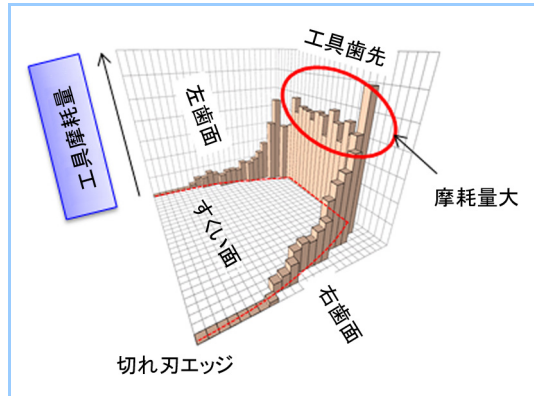 工具歯先
工具摩耗量
左歯面
摩耗量大
すくい面
右歯面
切れ刃エッジ